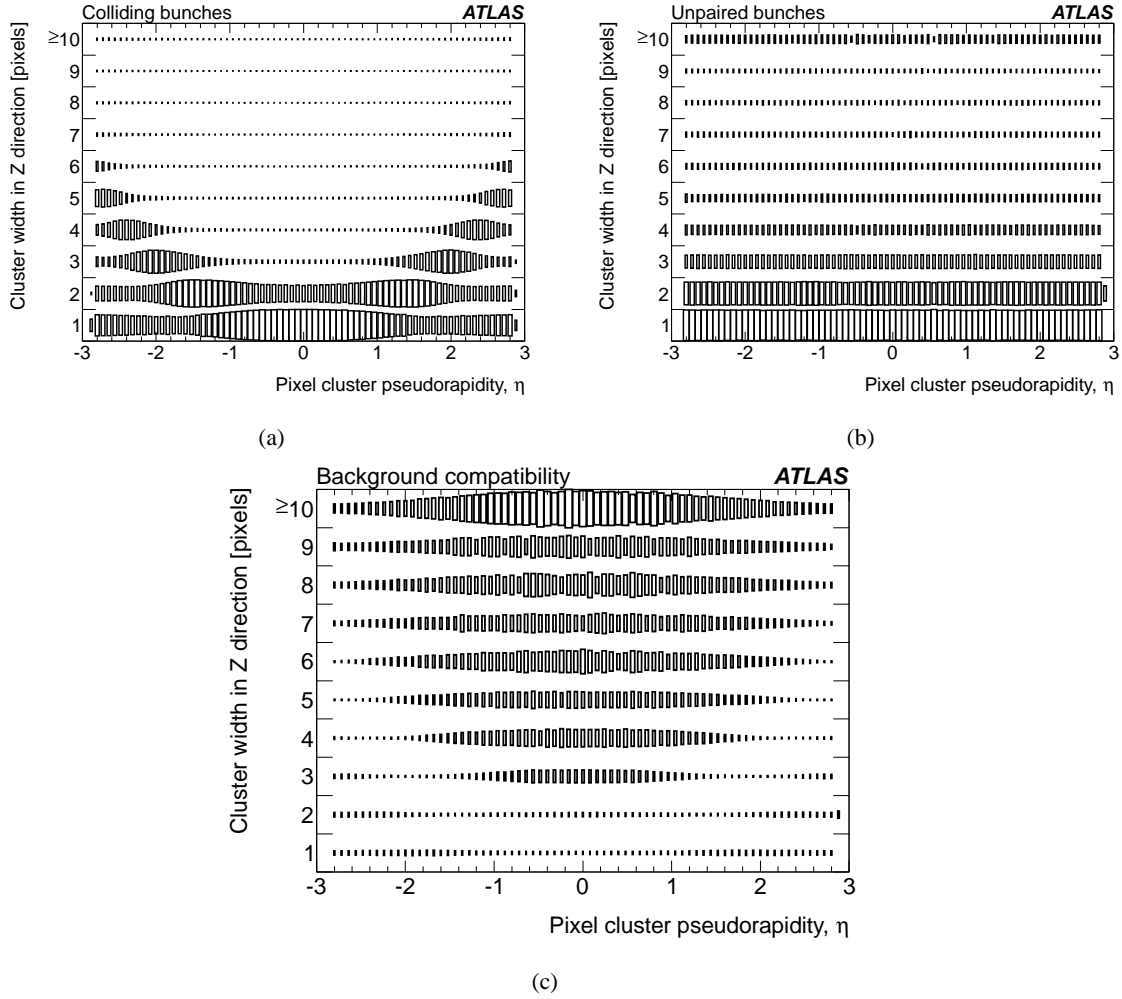 Colliding bunches ATLAS
Cluster width in Z direction [pixels]
≥10
9
8
7
6
5
4
3
2
1
-3 -2 -1 0 1 2 3
Pixel cluster pseudorapidity, η
(a)
Unpaired bunches ATLAS
Cluster width in Z direction [pixels]
≥10
9
8
7
6
5
4
3
2
1
-3 -2 -1 0 1 2 3
Pixel cluster pseudorapidity, η
(b)
Background compatibility ATLAS
Cluster width in Z direction [pixels]
≥10
9
8
7
6
5
4
3
2
1
-3 -2 -1 0 1 2 3
Pixel cluster pseudorapidity, η
(c)